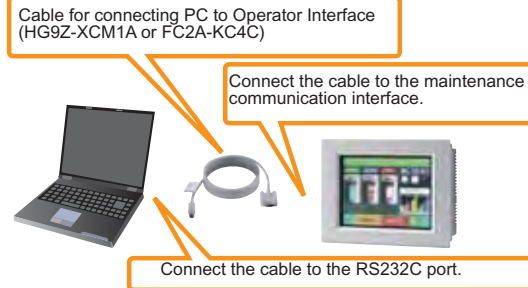 Cable for connecting PC to Operator Interface
(HG9Z-XCM1A or FC2A-KC4C)
Connect the cable to the maintenance
communication interface.
Connect the cable to the RS232C port.